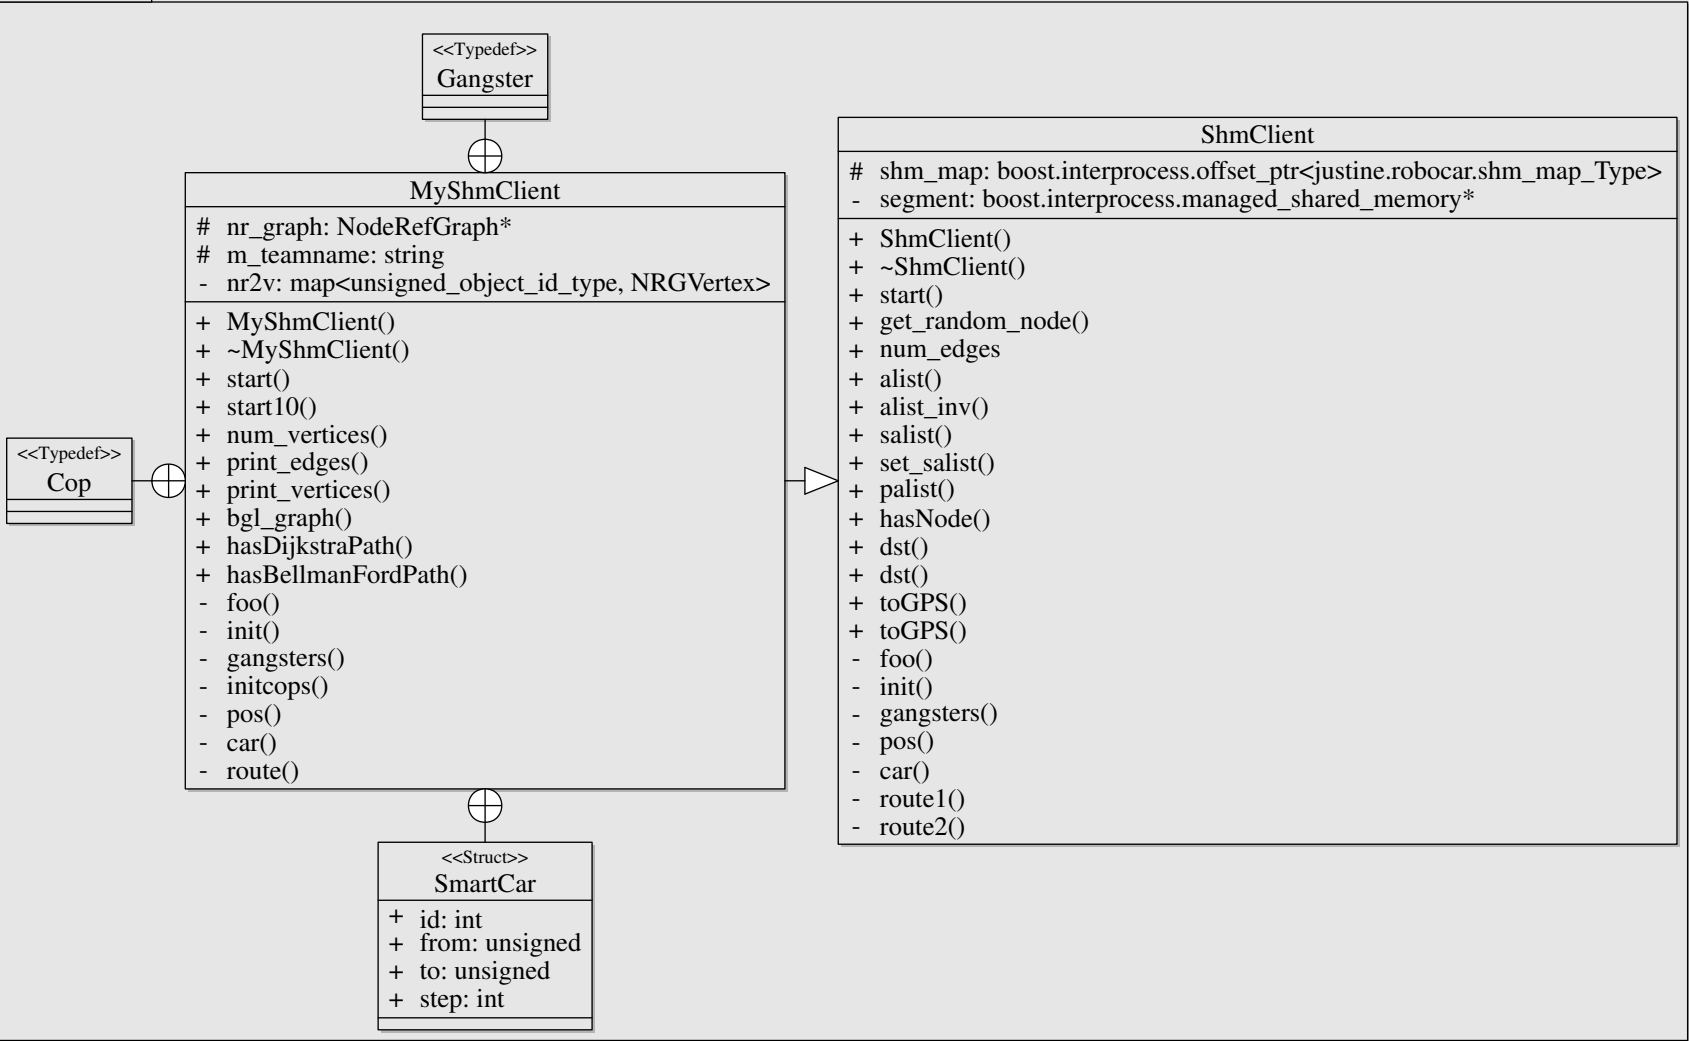 <<Typedef>>
Gangster
MyShmClient
# nr_graph: NodeRefGraph*
# m_teamname: string
- nr2v: map<unsigned_object_id_type, NRGVertex>
+ MyShmClient()
+ ~MyShmClient()
+ start()
+ start10()
+ num_vertices()
+ print_edges()
+ print_vertices()
+ bgl_graph()
+ hasDijkstraPath()
+ hasBellmanFordPath()
- foo()
- init()
- gangsters()
- initcops()
- pos()
- car()
- route()
<<Typedef>>
Cop
<<Struct>>
SmartCar
+ id: int
+ from: unsigned
+ to: unsigned
+ step: int
ShmClient
# shm_map: boost.interprocess.offset_ptr<justine.robocar.shm_map_Type>
- segment: boost.interprocess.managed_shared_memory*
+ ShmClient()
+ ~ShmClient()
+ start()
+ get_random_node()
+ num_edges
+ alist()
+ alist_inv()
+ salist()
+ set_salist()
+ palist()
+ hasNode()
+ dst()
+ dst()
+ toGPS()
+ toGPS()
- foo()
- init()
- gangsters()
- pos()
- car()
- route1()
- route2()